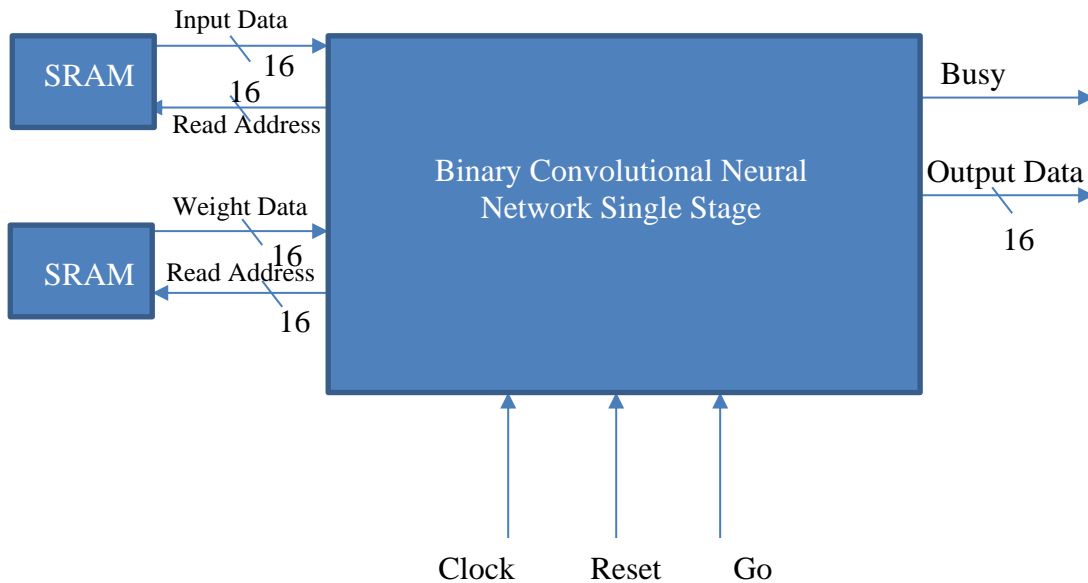 Input Data
16
SRAM
16
Read Address
Busy
Binary Convolutional Neural
Network Single Stage
Output Data
16
Weight Data
16
SRAM
Read Address
16
Clock
Reset
Go